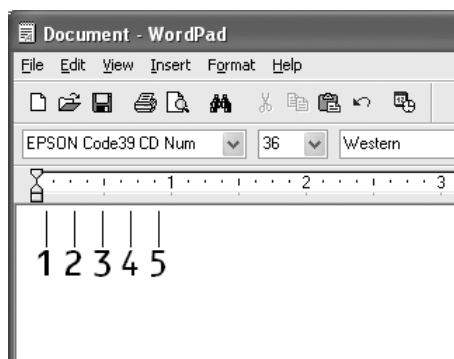 Document - WordPad
File Edit View Insert Format Help
EPSON Code39 CD Num 36 Western
1 2 3
1 2 3 4 5